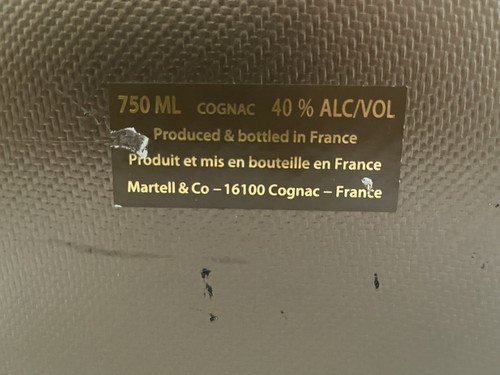 750 ML COGNAC 40 % ALC/VOL
Produced & bottled in France
Produit et mis en bouteille en France
Martell & Co – 16100 Cognac – France